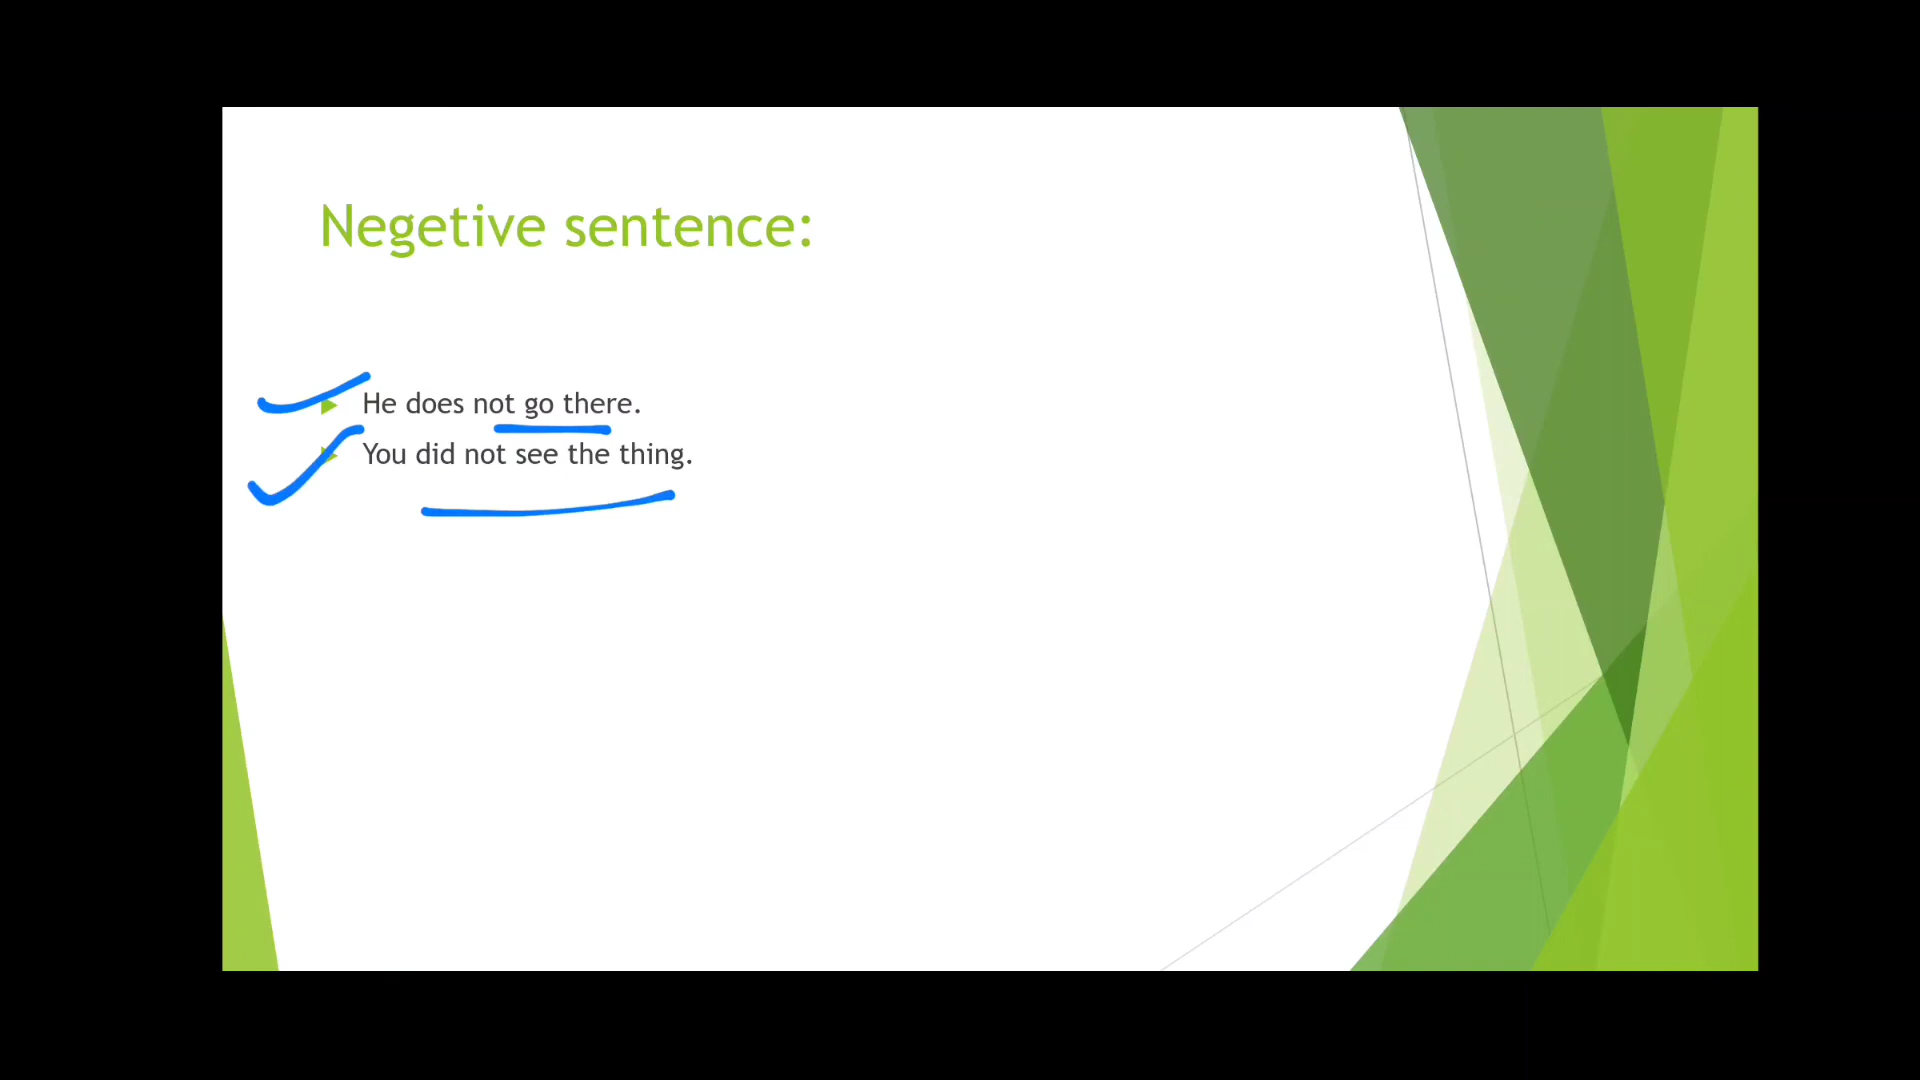 Negetive sentence:
He does not go there.
You did not see the thing.